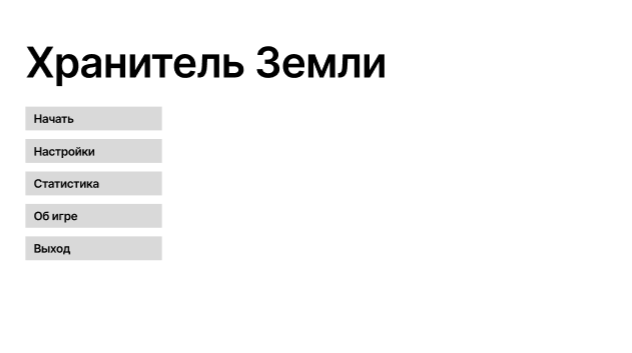 Хранитель Земли
Начать
Настройки
Статистика
Об игре
Выход